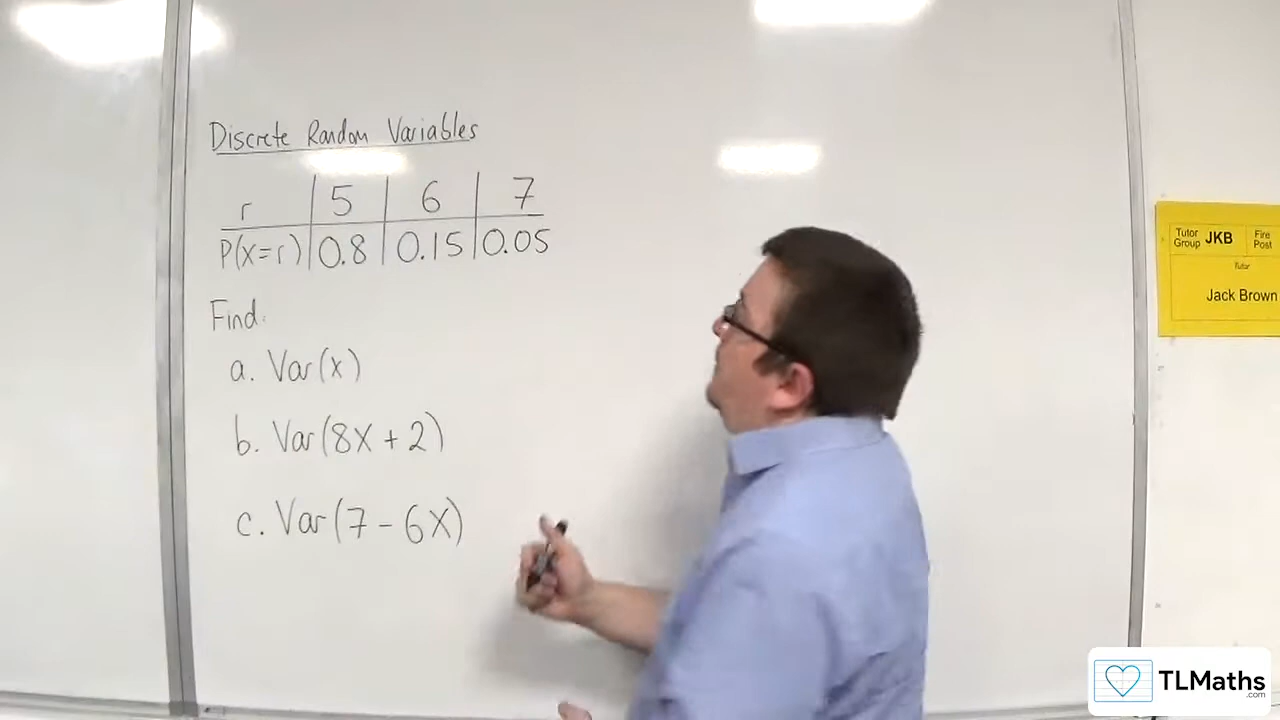 Discrete Random Variables
r 5 6 7
P(X=r) 0.8 0.15 0.05
Find:
a. Var(X)
b. Var(8X + 2)
c. Var(7 - 6X)
Tutor Group JKB Fire Post
Tutor
Jack Brown
TLMaths
.com